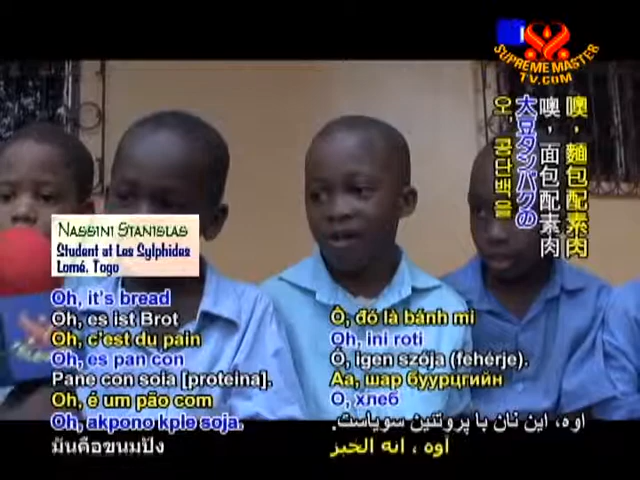 SUPREME MASTER
TV.COM
噢，麵包配素肉
噢，面包配素肉
大豆タンパクの
오, 콩단백을
NASSINI STANISLAS
Student at Les Sylphides
Lomé, Togo
Oh, it's bread
Oh, es ist Brot
Oh, c'est du pain
Oh, es pan con
Pane con soia [proteina].
Oh, é um pão com
Oh, akpono kple soja.
มันคือขนมปัง
Ồ, đó là bánh mì
Oh, ini roti
Ó, igen szója (fehérje).
Аа, шар буурцгийн
О, хлеб
اوه، این نان با پروتئین سویاست.
أوه ، انه الخبز